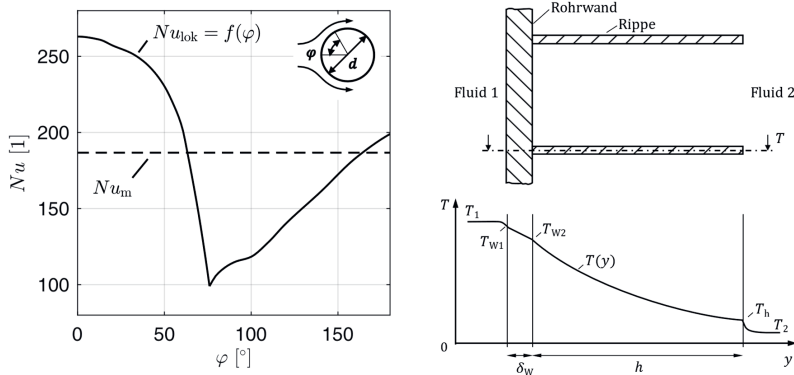 Nu_lok = f(φ)
φ
d
Nu_m
250
200
150
100
Nu [1]
0
50
100
150
φ [°]
Rohrwand
Rippe
Fluid 1
Fluid 2
T
T
T_1
T_W1
T_W2
T(y)
T_h
T_2
0
δ_W
h
y